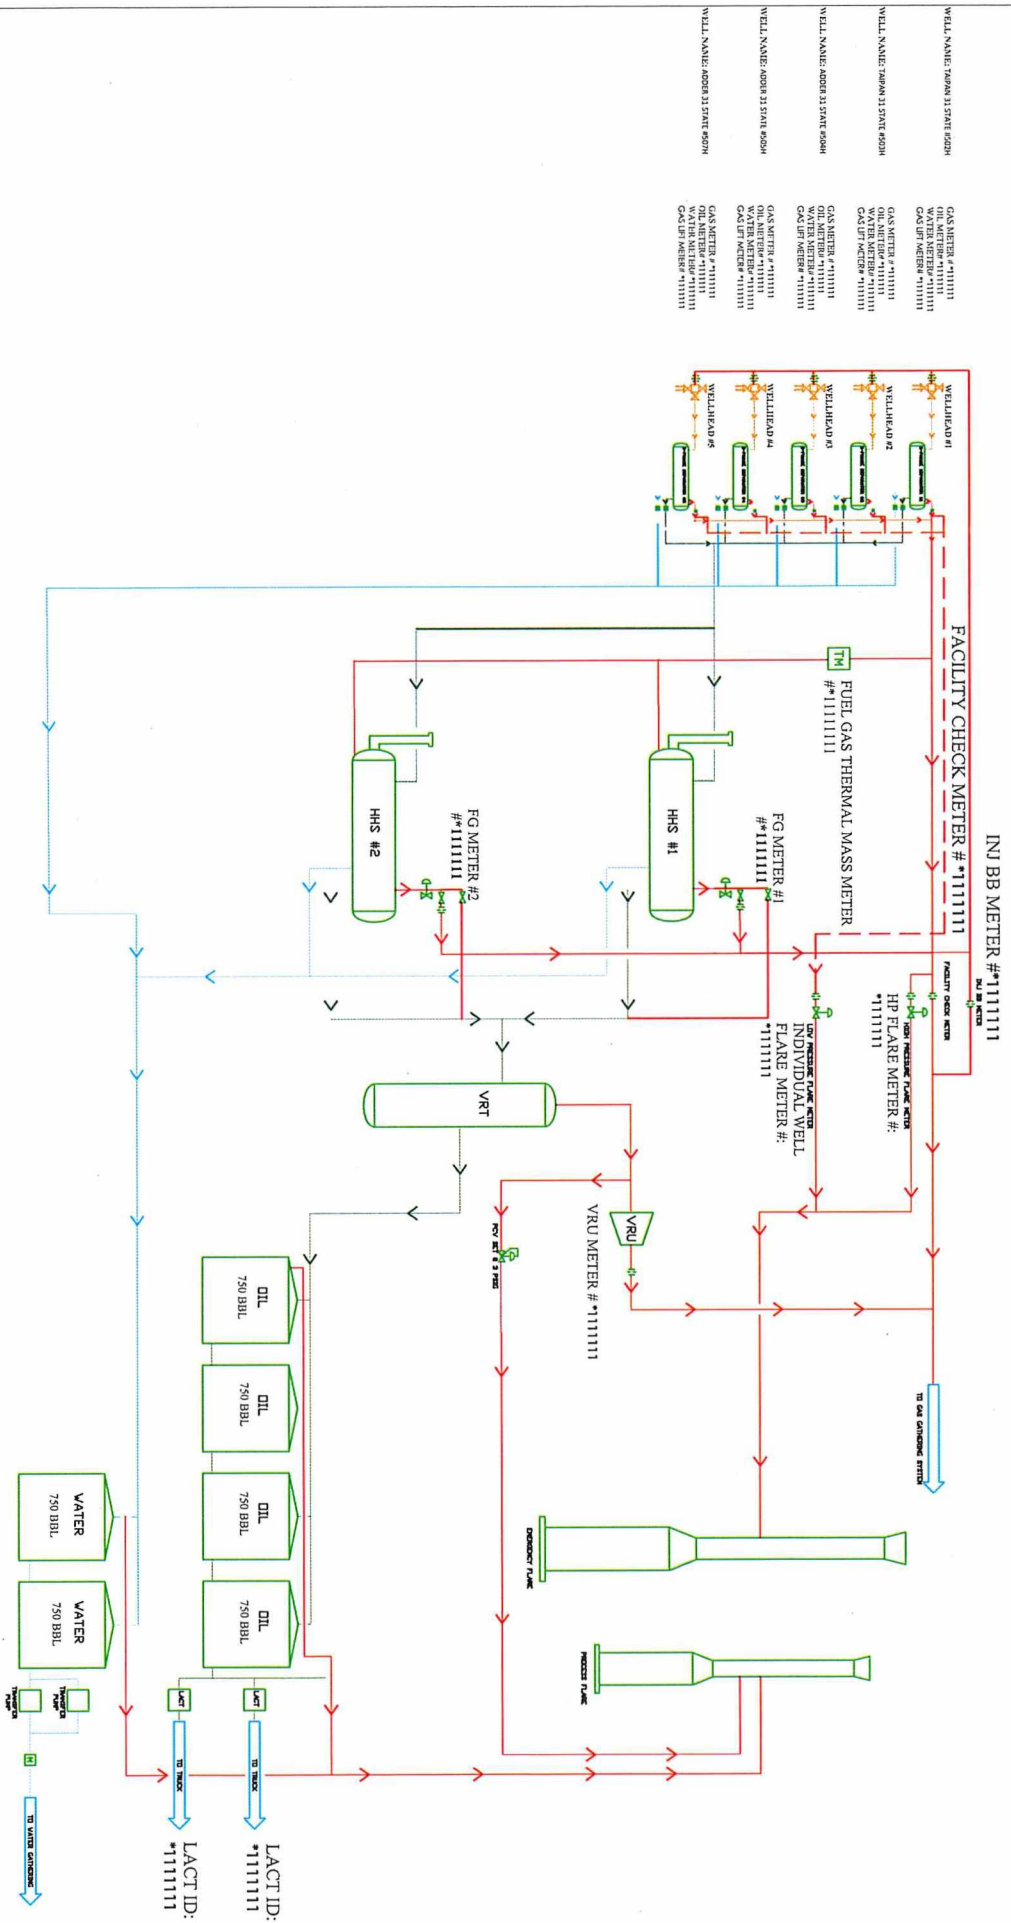 WELL NAME: TAIPAN 31 STATE #502H
GAS METER # *1111111
OIL METER# *1111111
WATER METER# *1111111
GAS LIFT METER# *1111111
WELL NAME: TAIPAN 31 STATE #503H
GAS METER # *1111111
OIL METER# *1111111
WATER METER# *1111111
GAS LIFT METER# *1111111
WELL NAME: ADDER 31 STATE #504H
GAS METER # *1111111
OIL METER# *1111111
WATER METER# *1111111
GAS LIFT METER# *1111111
WELL NAME: ADDER 31 STATE #505H
GAS METER # *1111111
OIL METER# *1111111
WATER METER# *1111111
GAS LIFT METER# *1111111
WELL NAME: ADDER 31 STATE #507H
GAS METER # *1111111
OIL METER# *1111111
WATER METER# *1111111
GAS LIFT METER# *1111111
WELLHEAD #1
WELLHEAD #2
WELLHEAD #3
WELLHEAD #4
WELLHEAD #5
INJ BB METER #*1111111
INJ BB METER
FACILITY CHECK METER # *1111111
FACILITY CHECK METER
HIGH PRESSURE FLARE METER
HP FLARE METER #:
*1111111
LOW PRESSURE FLARE METER
INDIVIDUAL WELL
FLARE METER #:
*1111111
TM
FUEL GAS THERMAL MASS METER
#*11111111
FG METER #1
#*1111111
HHS #1
FG METER #2
#*1111111
HHS #2
VRT
VRU
VRU METER # *1111111
PCV SET @ 3 PSIG
TO GAS GATHERING SYSTEM
EMERGENCY FLARE
PROCESS FLARE
OIL
750 BBL
OIL
750 BBL
OIL
750 BBL
OIL
750 BBL
WATER
750 BBL
WATER
750 BBL
LACT
TO TRUCK
LACT ID:
*1111111
LACT
TO TRUCK
LACT ID:
*1111111
TRANSFER
PUMP
TRANSFER
PUMP
M
TO WATER GATHERING